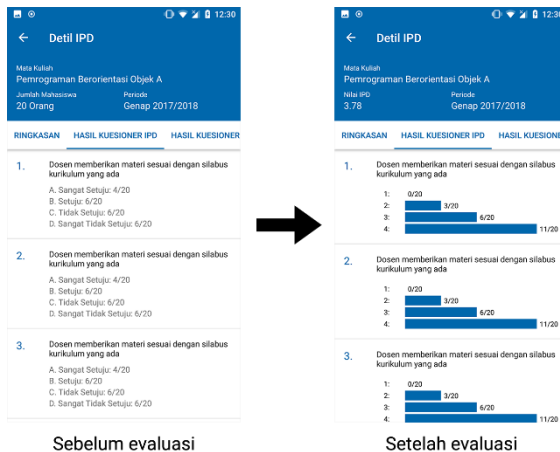 12:30
Detil IPD
Mata Kuliah
Pemrograman Berorientasi Objek A
Jumlah Mahasiswa Periode
20 Orang Genap 2017/2018
RINGKASAN HASIL KUESIONER IPD HASIL KUESIONER
1. Dosen memberikan materi sesuai dengan silabus
kurikulum yang ada
A. Sangat Setuju: 4/20
B. Setuju: 6/20
C. Tidak Setuju: 6/20
D. Sangat Tidak Setuju: 6/20
2. Dosen memberikan materi sesuai dengan silabus
kurikulum yang ada
A. Sangat Setuju: 4/20
B. Setuju: 6/20
C. Tidak Setuju: 6/20
D. Sangat Tidak Setuju: 6/20
3. Dosen memberikan materi sesuai dengan silabus
kurikulum yang ada
A. Sangat Setuju: 4/20
B. Setuju: 6/20
C. Tidak Setuju: 6/20
D. Sangat Tidak Setuju: 6/20
Sebelum evaluasi
12:30
Detil IPD
Mata Kuliah
Pemrograman Berorientasi Objek A
Nilai IPD Periode
3.78 Genap 2017/2018
RINGKASAN HASIL KUESIONER IPD HASIL KUESIONE
1. Dosen memberikan materi sesuai dengan silabus
kurikulum yang ada
1: 0/20
2: 3/20
3: 6/20
4: 11/20
2. Dosen memberikan materi sesuai dengan silabus
kurikulum yang ada
1: 0/20
2: 3/20
3: 6/20
4: 11/20
3. Dosen memberikan materi sesuai dengan silabus
kurikulum yang ada
1: 0/20
2: 3/20
3: 6/20
4: 11/20
Setelah evaluasi